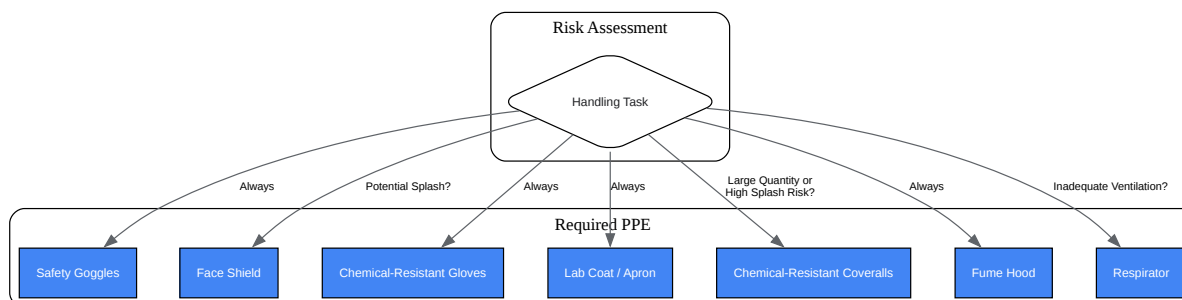 Risk Assessment
Handling Task
Always
Potential Splash?
Always
Always
Large Quantity or
High Splash Risk?
Always
Inadequate Ventilation?
Required PPE
Safety Goggles
Face Shield
Chemical-Resistant Gloves
Lab Coat / Apron
Chemical-Resistant Coveralls
Fume Hood
Respirator